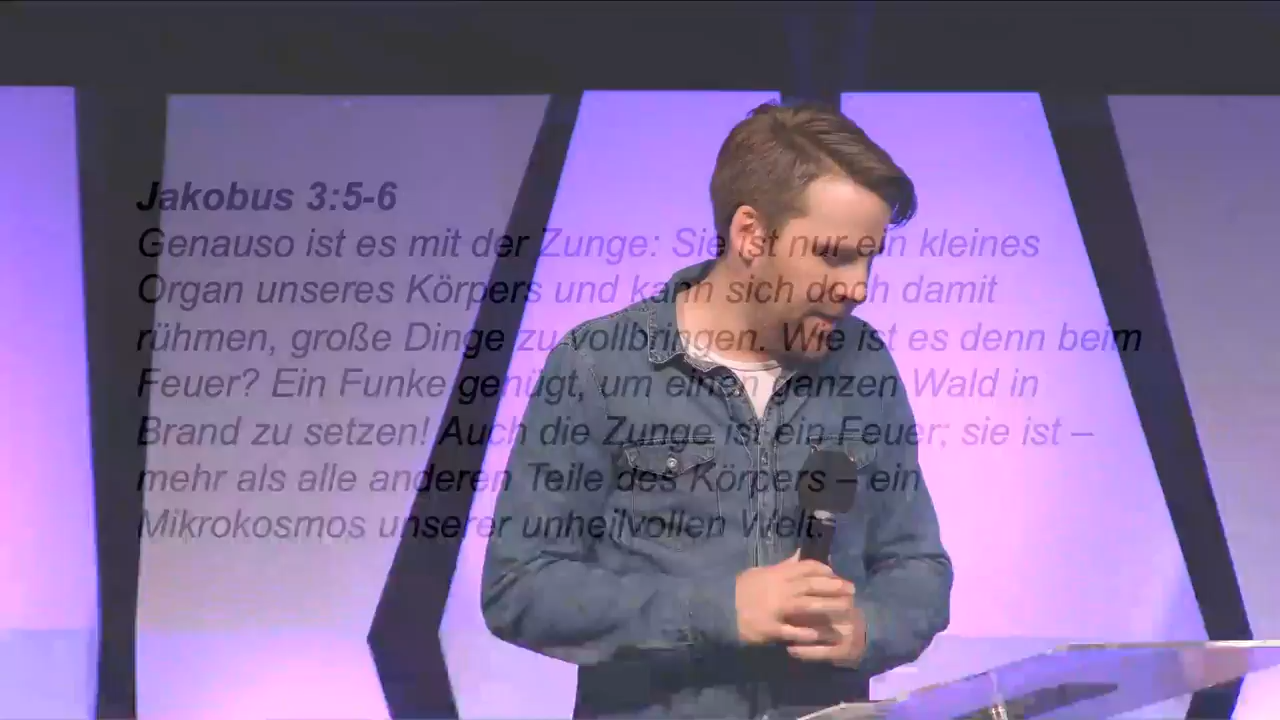 Jakobus 3:5-6
Genauso ist es mit der Zunge: Sie ist nur ein kleines
Organ unseres Körpers und kann sich doch damit
rühmen, große Dinge zu vollbringen. Wie ist es denn beim
Feuer? Ein Funke genügt, um einen ganzen Wald in
Brand zu setzen! Auch die Zunge ist ein Feuer; sie ist –
mehr als alle anderen Teile des Körpers – ein
Mikrokosmos unserer unheilvollen Welt.